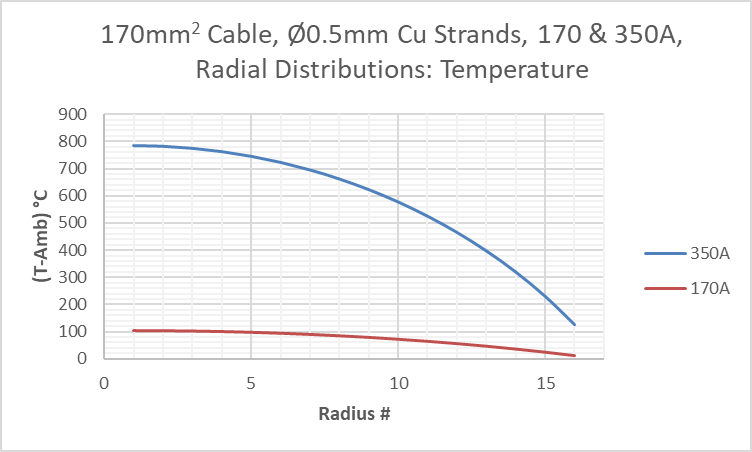 170mm² Cable, Ø0.5mm Cu Strands, 170 & 350A,
Radial Distributions: Temperature
900
800
700
600
500
400
300
200
100
0
(T-Amb) °C
0 5 10 15
Radius #
350A
170A